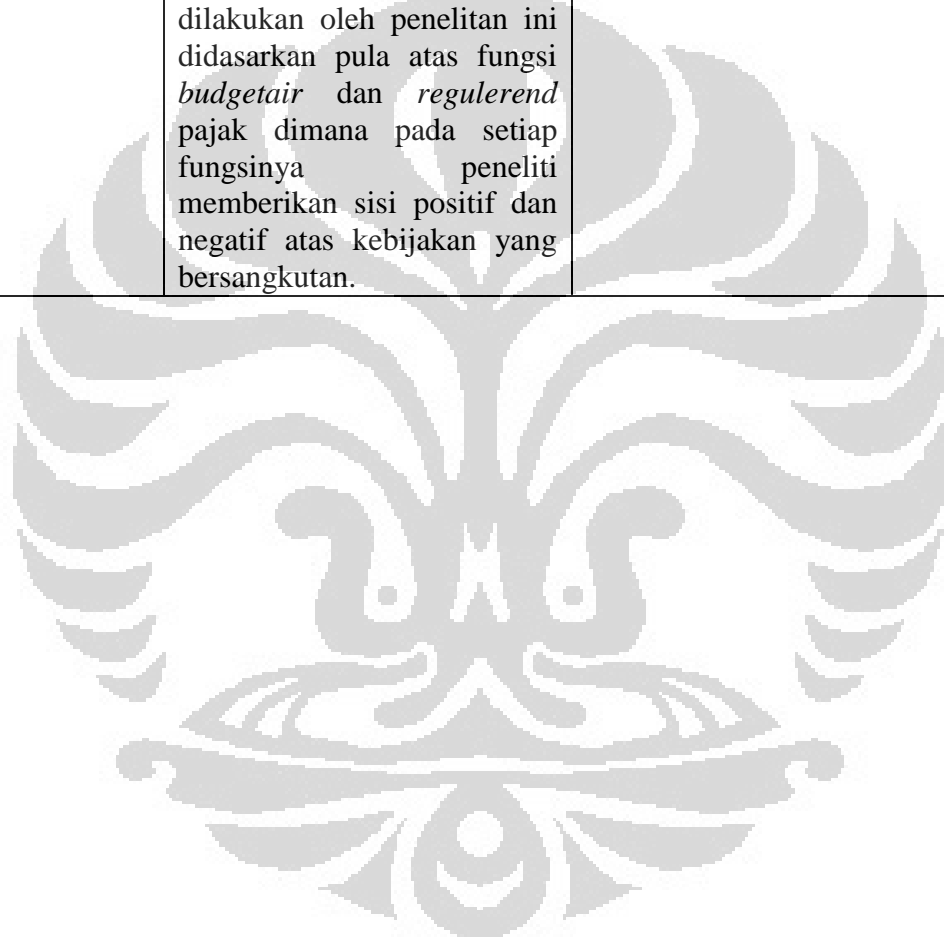 dilakukan oleh penelitan ini
didasarkan pula atas fungsi
budgetair dan regulerend
pajak dimana pada setiap
fungsinya peneliti
memberikan sisi positif dan
negatif atas kebijakan yang
bersangkutan.